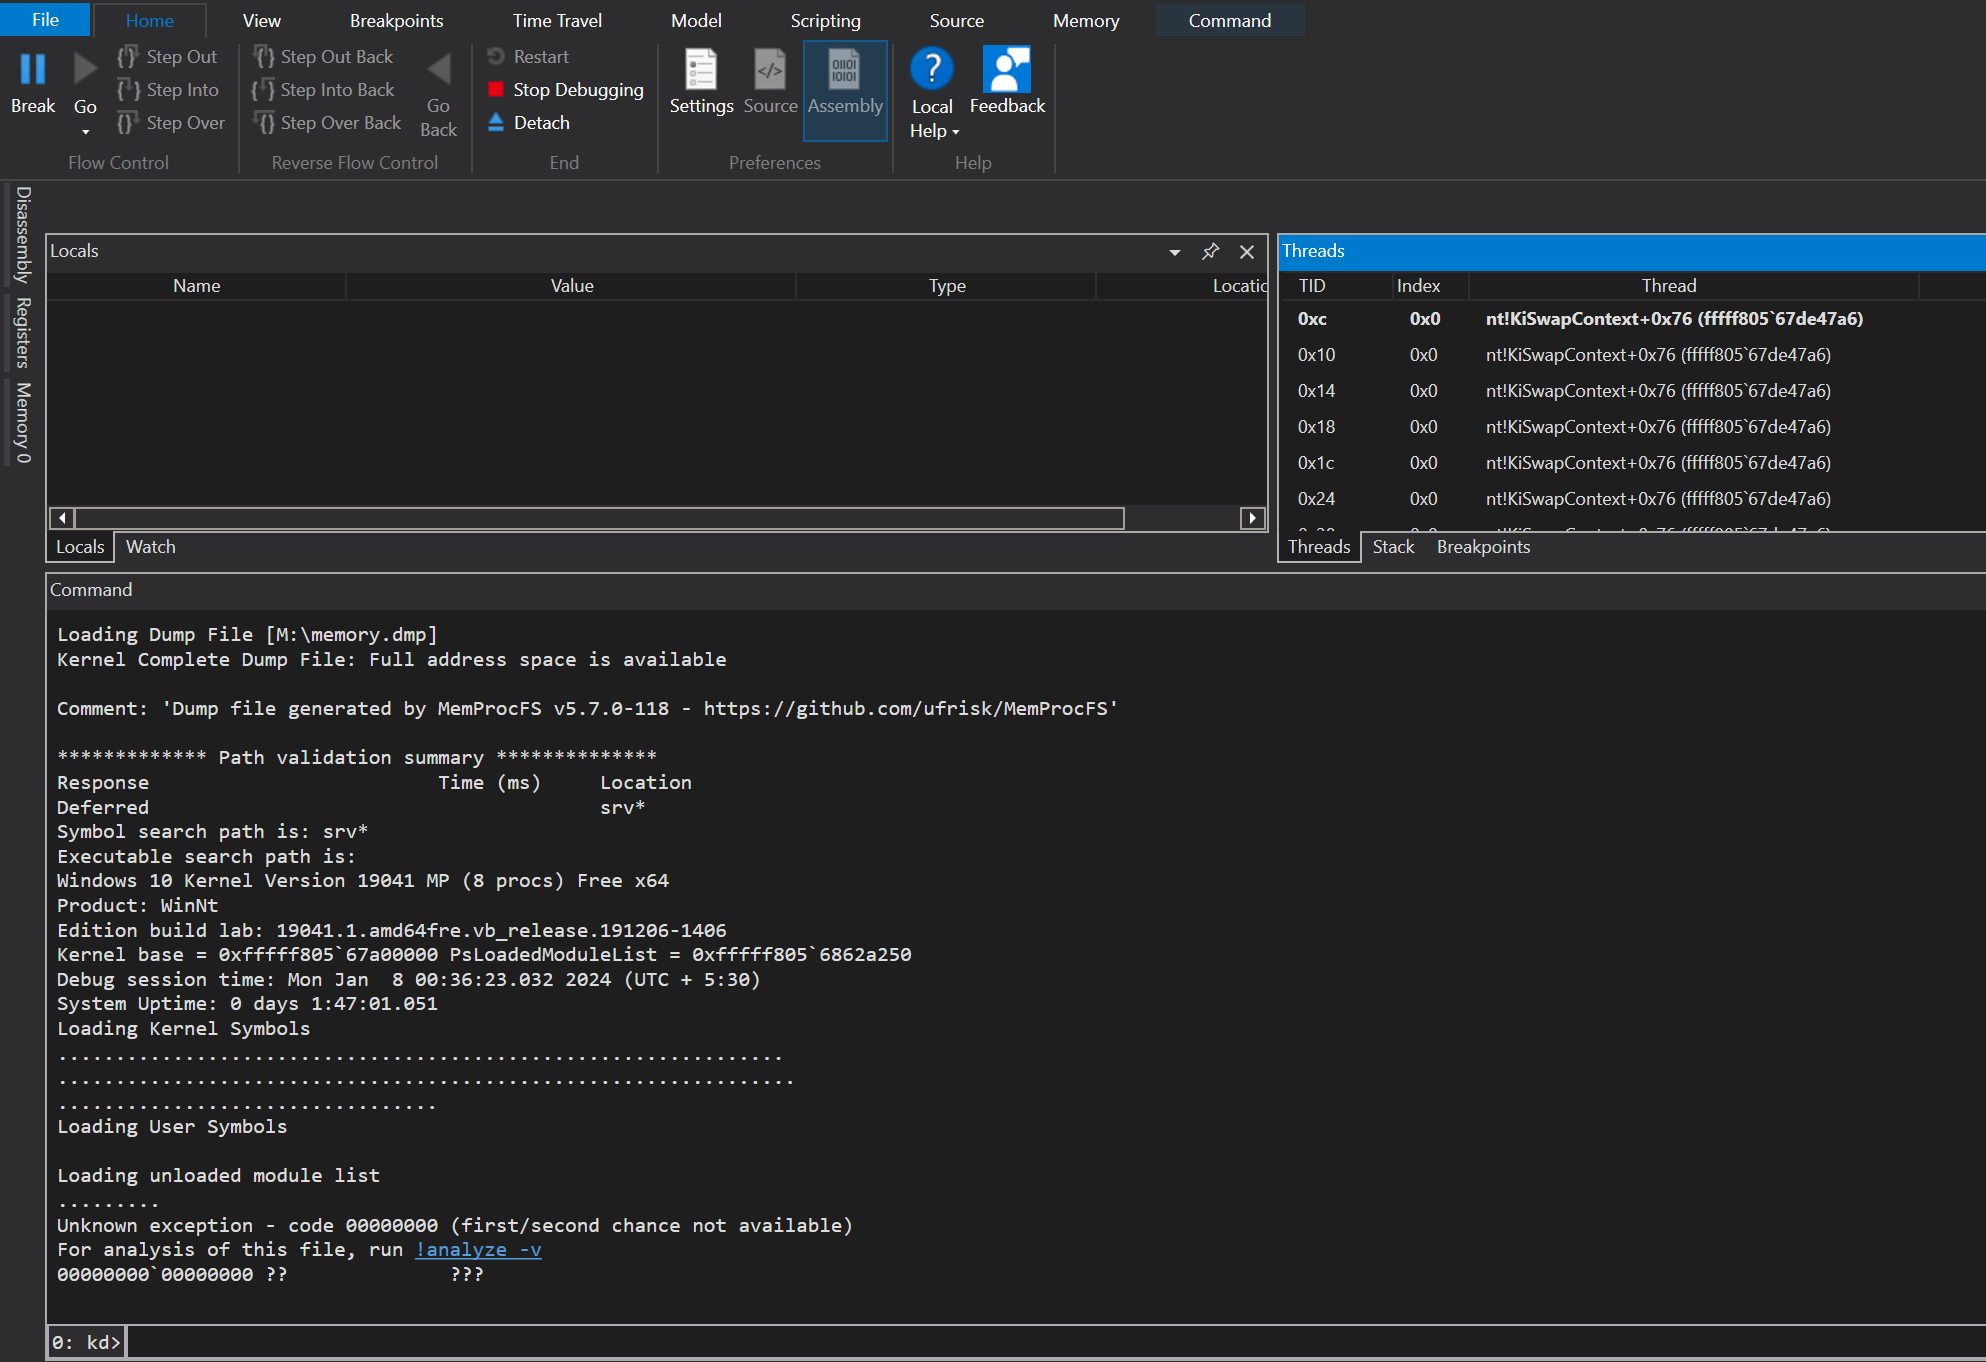 File Home View Breakpoints Time Travel Model Scripting Source Memory Command
Break
Go
Step Out
Step Into
Step Over
Flow Control
Step Out Back
Step Into Back
Step Over Back
Go Back
Reverse Flow Control
Restart
Stop Debugging
Detach
End
Settings
Source
Assembly
Preferences
Local Help
Feedback
Help
Disassembly
Registers
Memory 0
Locals
Name Value Type Locatio
Locals Watch
Threads
TID Index Thread
0xc 0x0 nt!KiSwapContext+0x76 (fffff805`67de47a6)
0x10 0x0 nt!KiSwapContext+0x76 (fffff805`67de47a6)
0x14 0x0 nt!KiSwapContext+0x76 (fffff805`67de47a6)
0x18 0x0 nt!KiSwapContext+0x76 (fffff805`67de47a6)
0x1c 0x0 nt!KiSwapContext+0x76 (fffff805`67de47a6)
0x24 0x0 nt!KiSwapContext+0x76 (fffff805`67de47a6)
Threads Stack Breakpoints
Command
Loading Dump File [M:\memory.dmp]
Kernel Complete Dump File: Full address space is available
Comment: 'Dump file generated by MemProcFS v5.7.0-118 - https://github.com/ufrisk/MemProcFS'
************* Path validation summary **************
Response Time (ms) Location
Deferred srv*
Symbol search path is: srv*
Executable search path is:
Windows 10 Kernel Version 19041 MP (8 procs) Free x64
Product: WinNt
Edition build lab: 19041.1.amd64fre.vb_release.191206-1406
Kernel base = 0xfffff805`67a00000 PsLoadedModuleList = 0xfffff805`6862a250
Debug session time: Mon Jan  8 00:36:23.032 2024 (UTC + 5:30)
System Uptime: 0 days 1:47:01.051
Loading Kernel Symbols
...............................................................
................................................................
.................................
Loading User Symbols
Loading unloaded module list
.........
Unknown exception - code 00000000 (first/second chance not available)
For analysis of this file, run !analyze -v
00000000`00000000 ?? ???
0: kd>